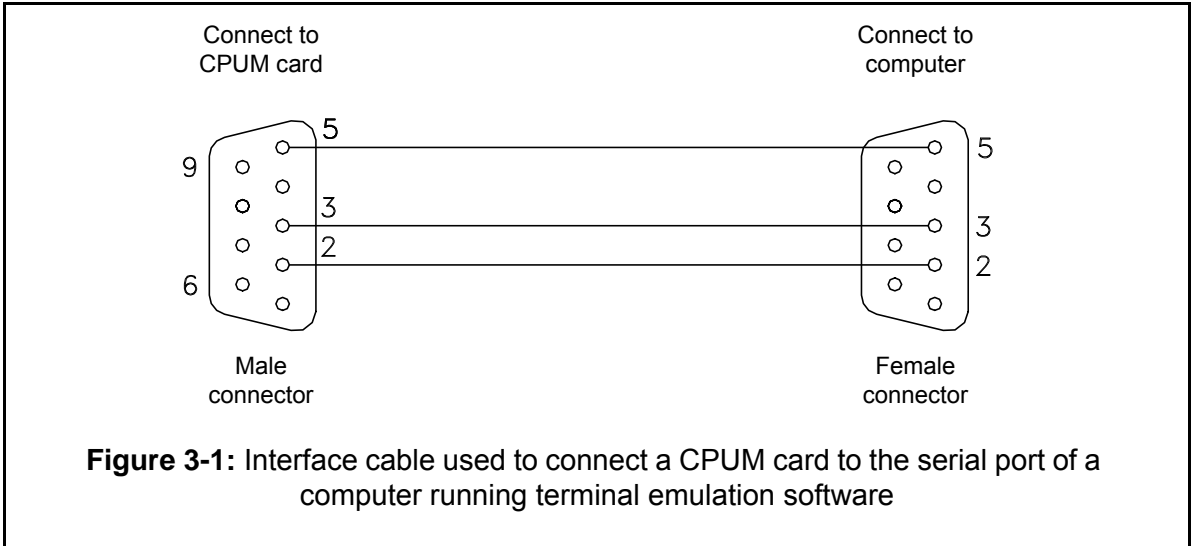 Connect to
CPUM card
Connect to
computer
5
9
3
2
6
5
3
2
Male
connector
Female
connector
Figure 3-1: Interface cable used to connect a CPUM card to the serial port of a
computer running terminal emulation software